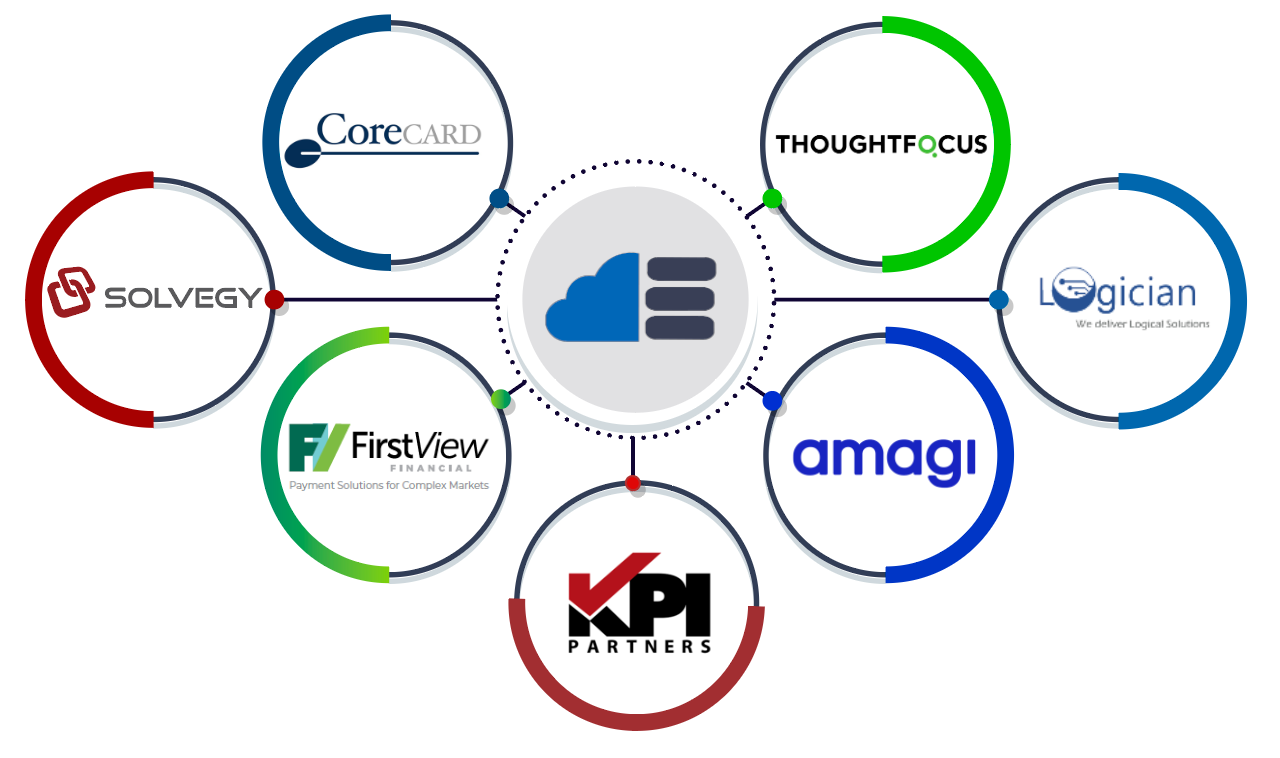 CoreCARD
THOUGHTFOCUS
SOLVEGY
Logician
We deliver Logical Solutions
FirstView
FINANCIAL
Payment Solutions for Complex Markets
amagi
KPI
PARTNERS